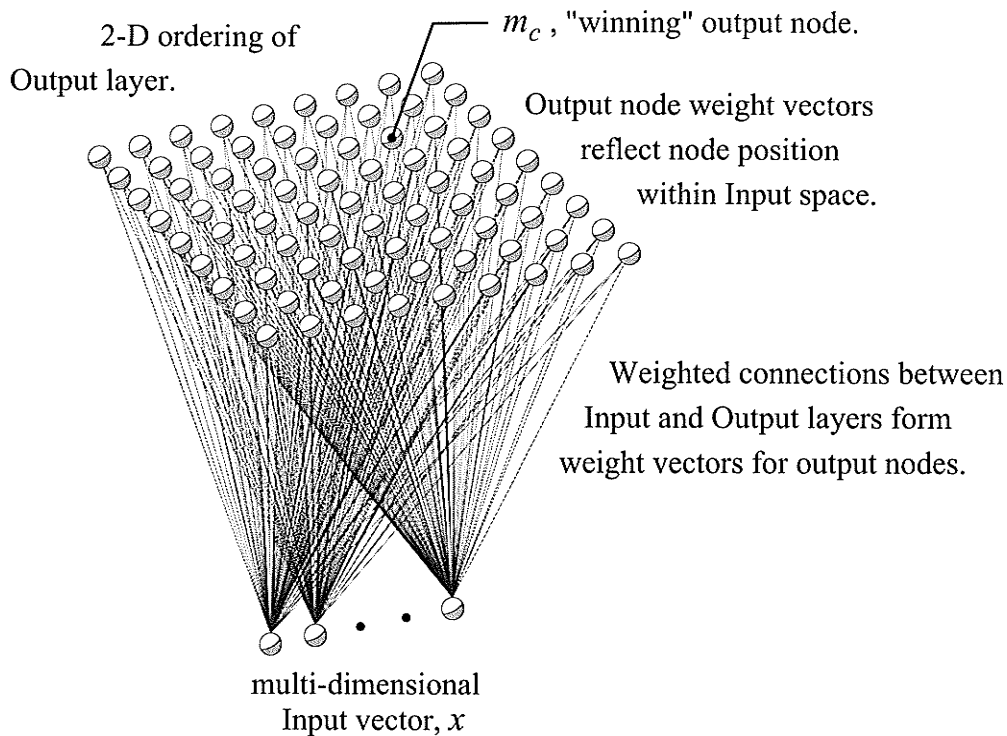 2-D ordering of
Output layer.
m_c , "winning" output node.
Output node weight vectors
reflect node position
within Input space.
Weighted connections between
Input and Output layers form
weight vectors for output nodes.
multi-dimensional
Input vector, x